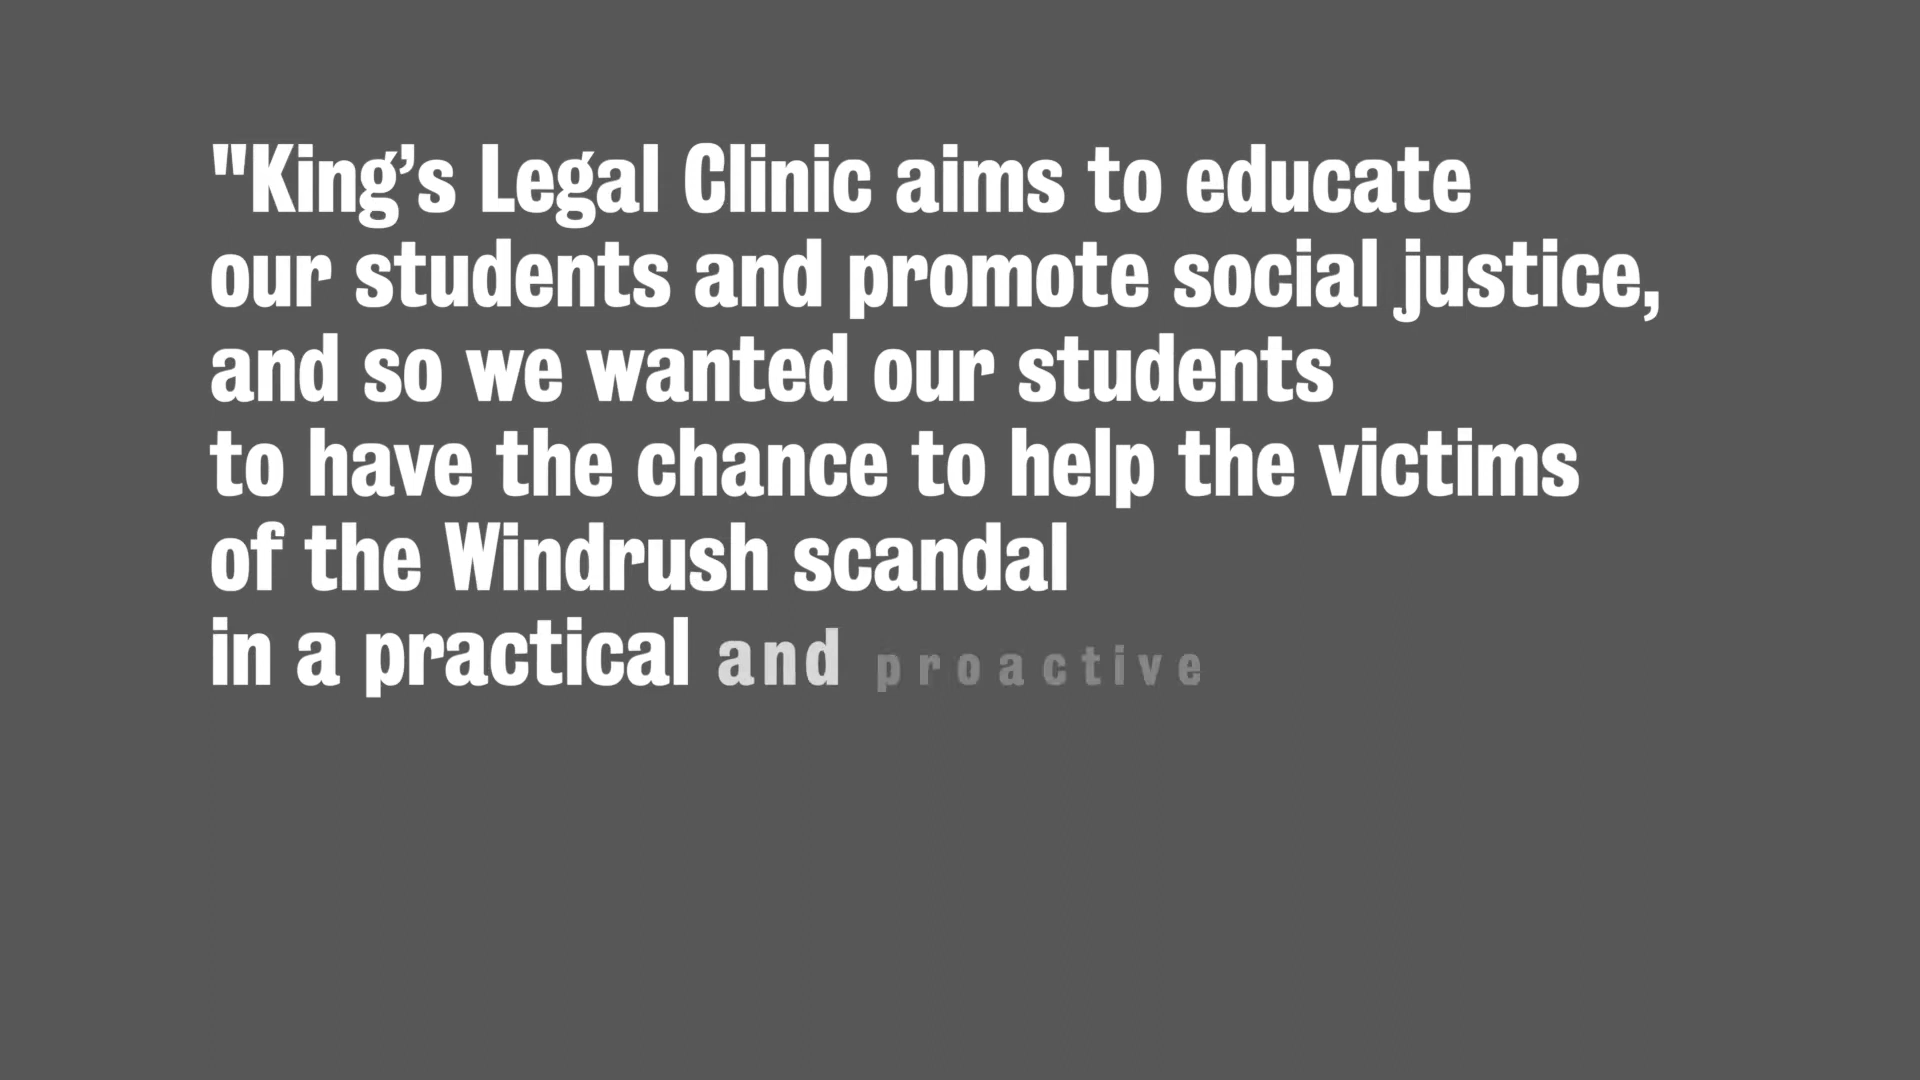 "King’s Legal Clinic aims to educate
our students and promote social justice,
and so we wanted our students
to have the chance to help the victims
of the Windrush scandal
in a practical and proactive